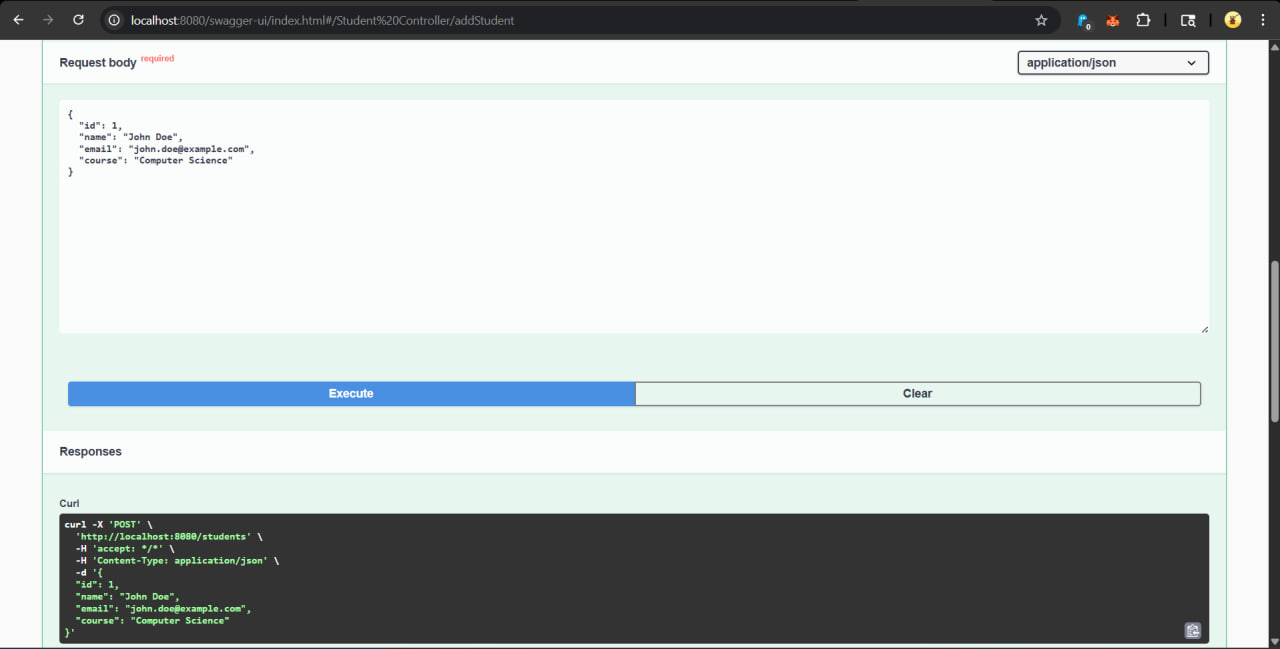 localhost:8080/swagger-ui/index.html#/Student%20Controller/addStudent
0
Request body required
application/json
{
  "id": 1,
  "name": "John Doe",
  "email": "john.doe@example.com",
  "course": "Computer Science"
}
Execute
Clear
Responses
Curl
curl -X 'POST' \
  'http://localhost:8080/students' \
  -H 'accept: */*' \
  -H 'Content-Type: application/json' \
  -d '{
  "id": 1,
  "name": "John Doe",
  "email": "john.doe@example.com",
  "course": "Computer Science"
}'